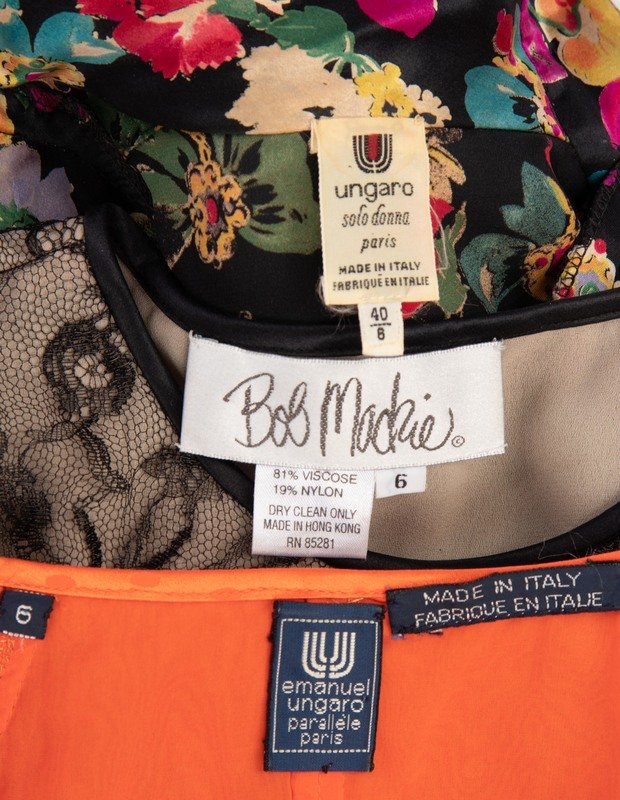 ungaro
solo donna
paris
MADE IN ITALY
FABRIQUE EN ITALIE
40
6
Bob Mackie ©
81% VISCOSE
19% NYLON
DRY CLEAN ONLY
MADE IN HONG KONG
RN 85281
6
6
MADE IN ITALY
FABRIQUE EN ITALIE
emanuel
ungaro
parallèle
paris